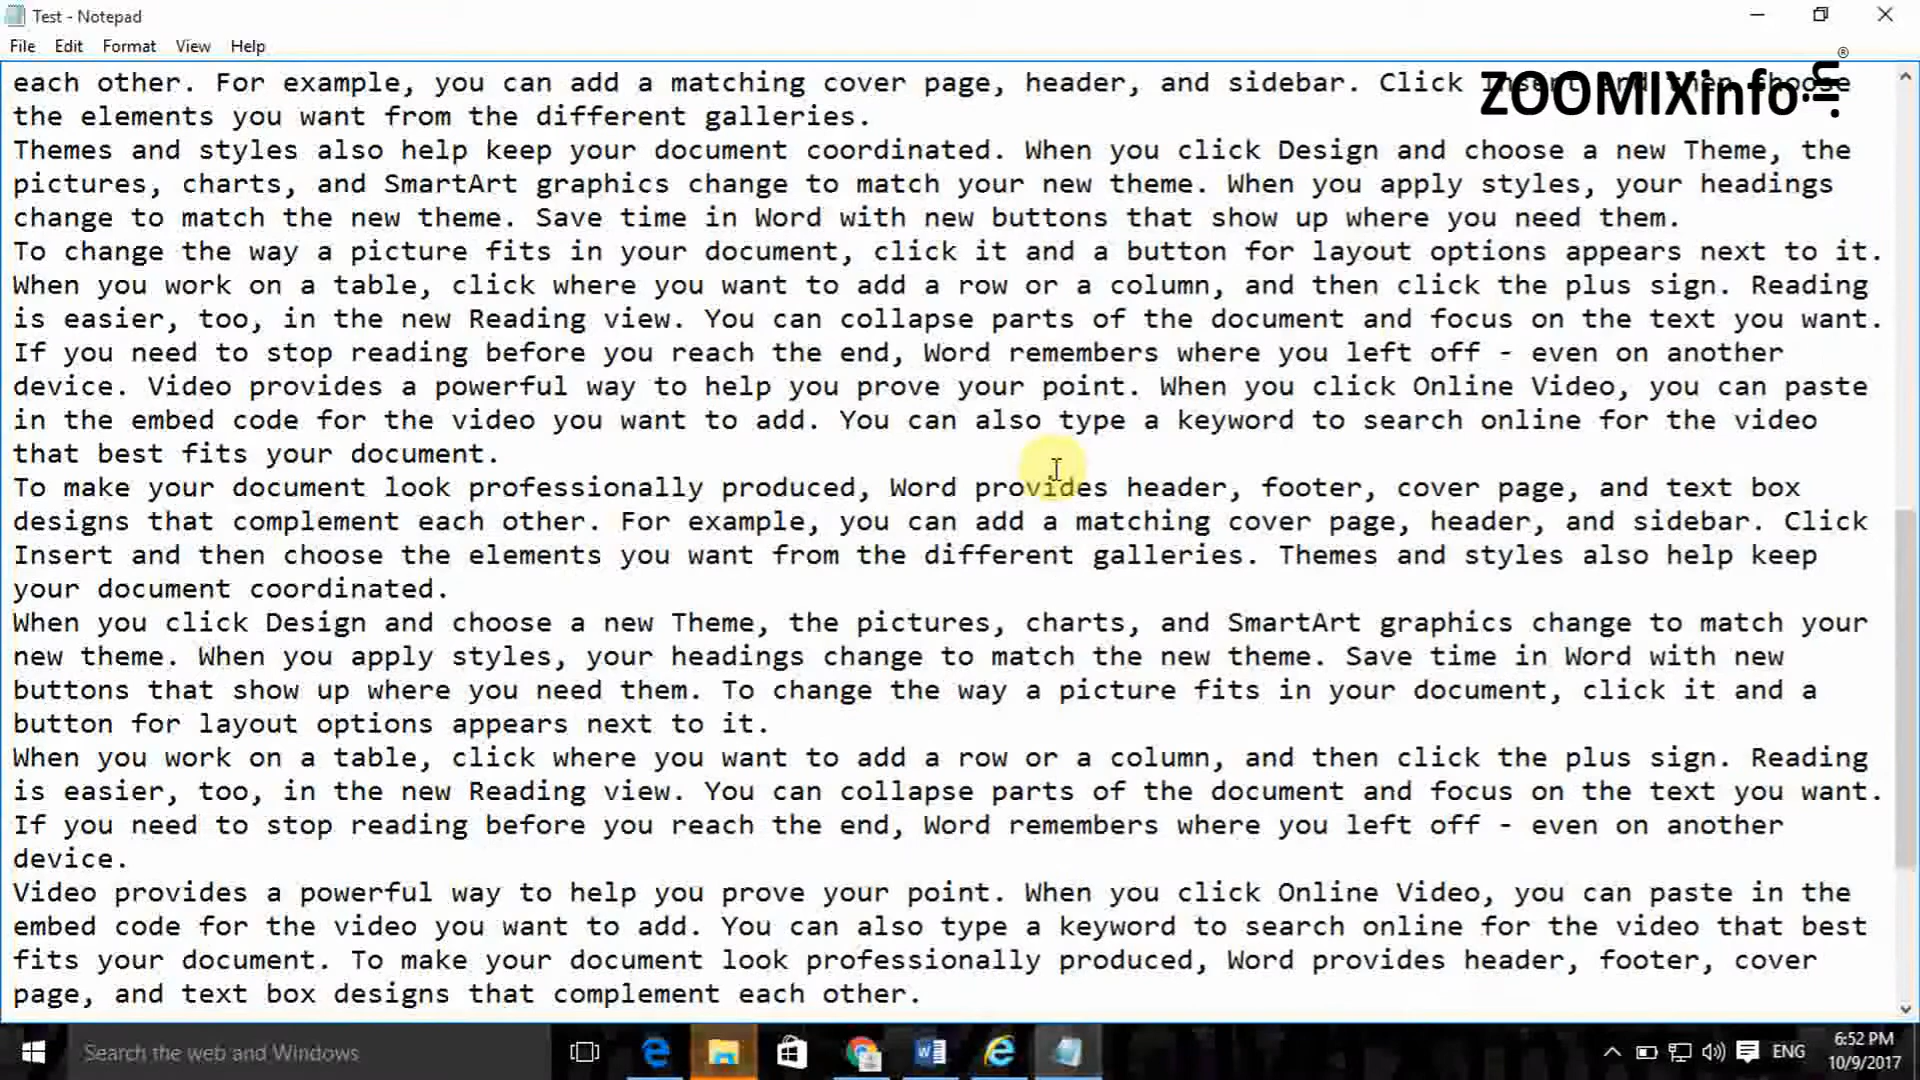 Test - Notepad
File Edit Format View Help
®
ZOOMIXinfo
each other. For example, you can add a matching cover page, header, and sidebar. Click Insert and then choose
the elements you want from the different galleries.
Themes and styles also help keep your document coordinated. When you click Design and choose a new Theme, the
pictures, charts, and SmartArt graphics change to match your new theme. When you apply styles, your headings
change to match the new theme. Save time in Word with new buttons that show up where you need them.
To change the way a picture fits in your document, click it and a button for layout options appears next to it.
When you work on a table, click where you want to add a row or a column, and then click the plus sign. Reading
is easier, too, in the new Reading view. You can collapse parts of the document and focus on the text you want.
If you need to stop reading before you reach the end, Word remembers where you left off - even on another
device. Video provides a powerful way to help you prove your point. When you click Online Video, you can paste
in the embed code for the video you want to add. You can also type a keyword to search online for the video
that best fits your document.
To make your document look professionally produced, Word provides header, footer, cover page, and text box
designs that complement each other. For example, you can add a matching cover page, header, and sidebar. Click
Insert and then choose the elements you want from the different galleries. Themes and styles also help keep
your document coordinated.
When you click Design and choose a new Theme, the pictures, charts, and SmartArt graphics change to match your
new theme. When you apply styles, your headings change to match the new theme. Save time in Word with new
buttons that show up where you need them. To change the way a picture fits in your document, click it and a
button for layout options appears next to it.
When you work on a table, click where you want to add a row or a column, and then click the plus sign. Reading
is easier, too, in the new Reading view. You can collapse parts of the document and focus on the text you want.
If you need to stop reading before you reach the end, Word remembers where you left off - even on another
device.
Video provides a powerful way to help you prove your point. When you click Online Video, you can paste in the
embed code for the video you want to add. You can also type a keyword to search online for the video that best
fits your document. To make your document look professionally produced, Word provides header, footer, cover
page, and text box designs that complement each other.
Search the web and Windows
ENG
6:52 PM
10/9/2017